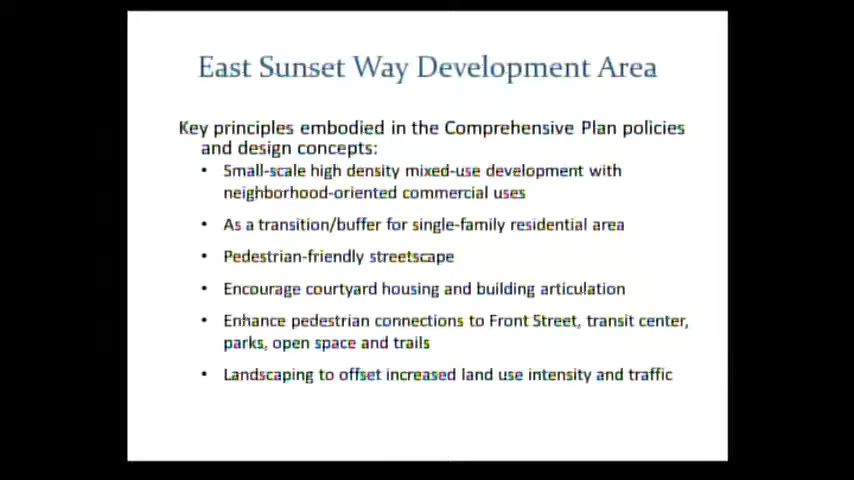 East Sunset Way Development Area
Key principles embodied in the Comprehensive Plan policies
and design concepts:
• Small-scale high density mixed-use development with
neighborhood-oriented commercial uses
• As a transition/buffer for single-family residential area
• Pedestrian-friendly streetscape
• Encourage courtyard housing and building articulation
• Enhance pedestrian connections to Front Street, transit center,
parks, open space and trails
• Landscaping to offset increased land use intensity and traffic